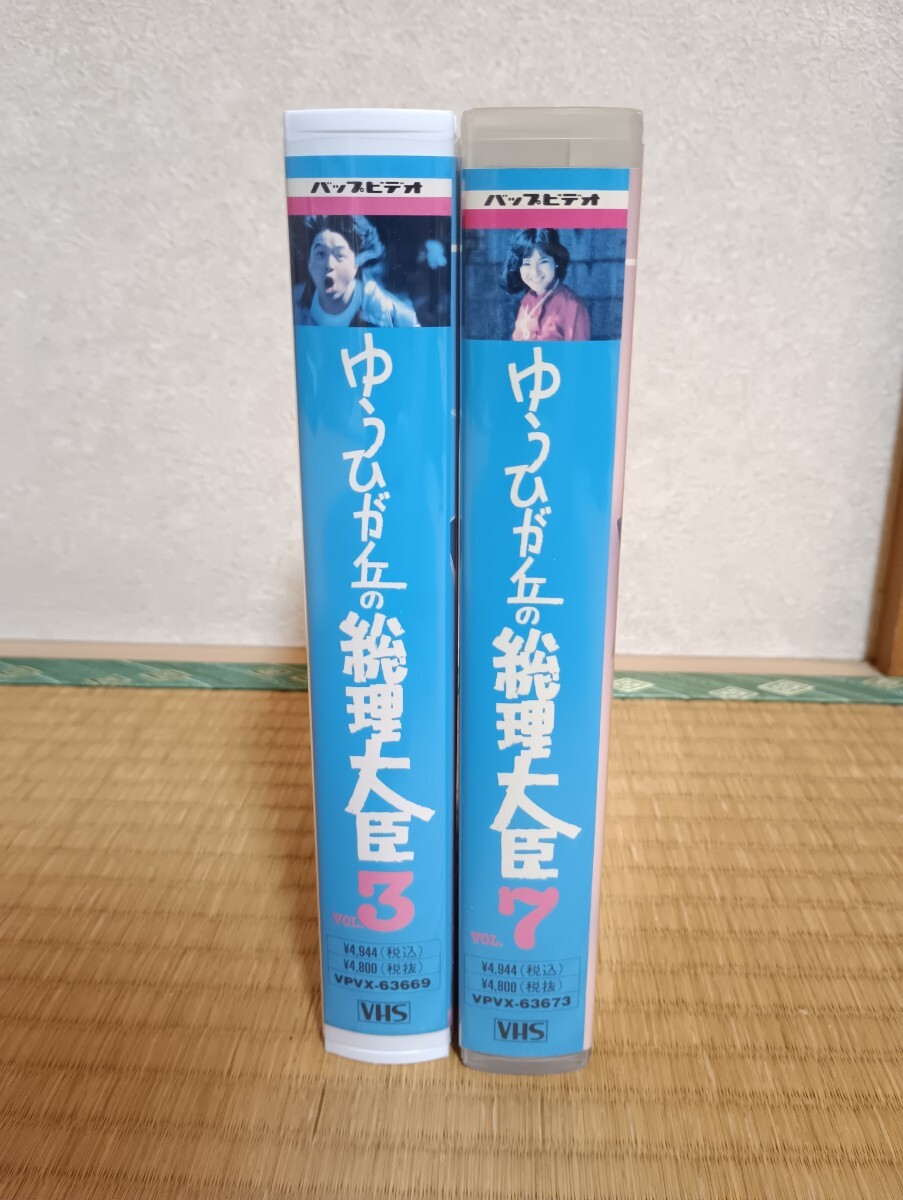 バップビデオ
ゆうひが丘の
総理大臣
VOL.3
¥4,944(税込)
¥4,800(税抜)
VPVX-63669
VHS
バップビデオ
ゆうひが丘の
総理大臣
VOL.7
¥4,944(税込)
¥4,800(税抜)
VPVX-63673
VHS